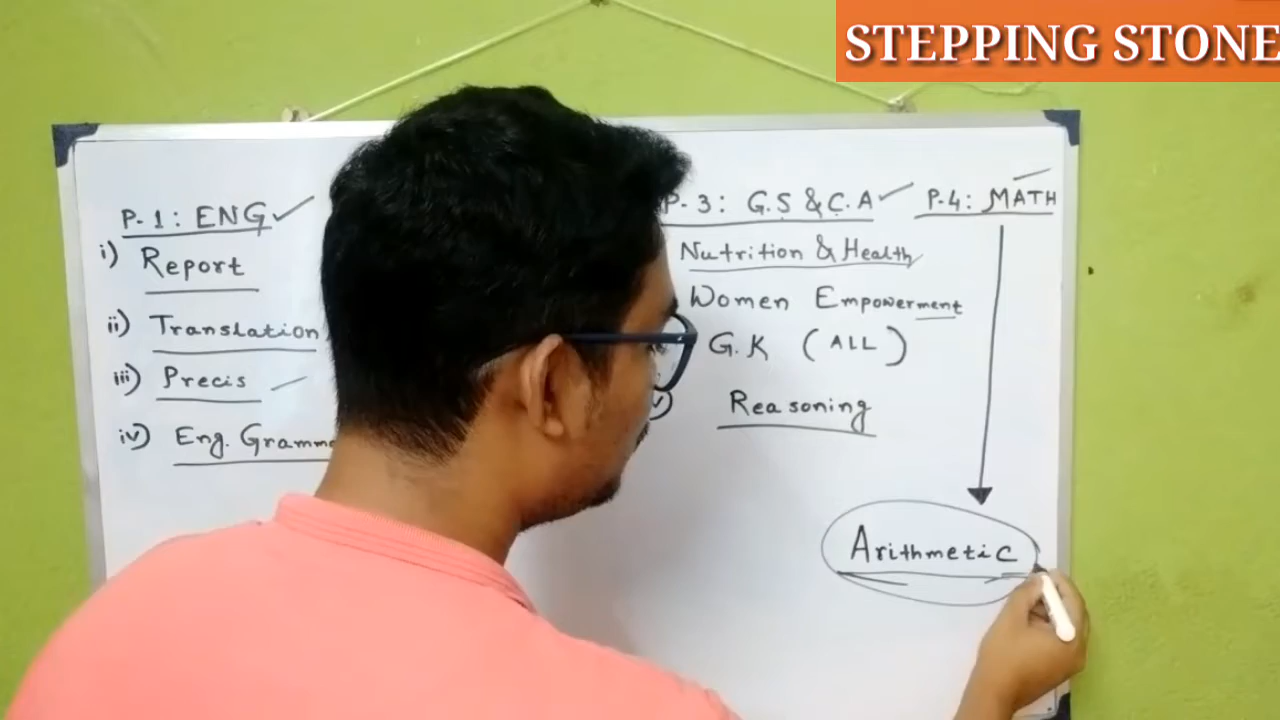 STEPPING STONE
P-1: ENG
i) Report
ii) Translation
iii) Precis
iv) Eng.
P-3: G.S & C.A
Nutrition & Health
Women Empowerment
G.K (ALL)
Reasoning
P-4: MATH
Arithmetic